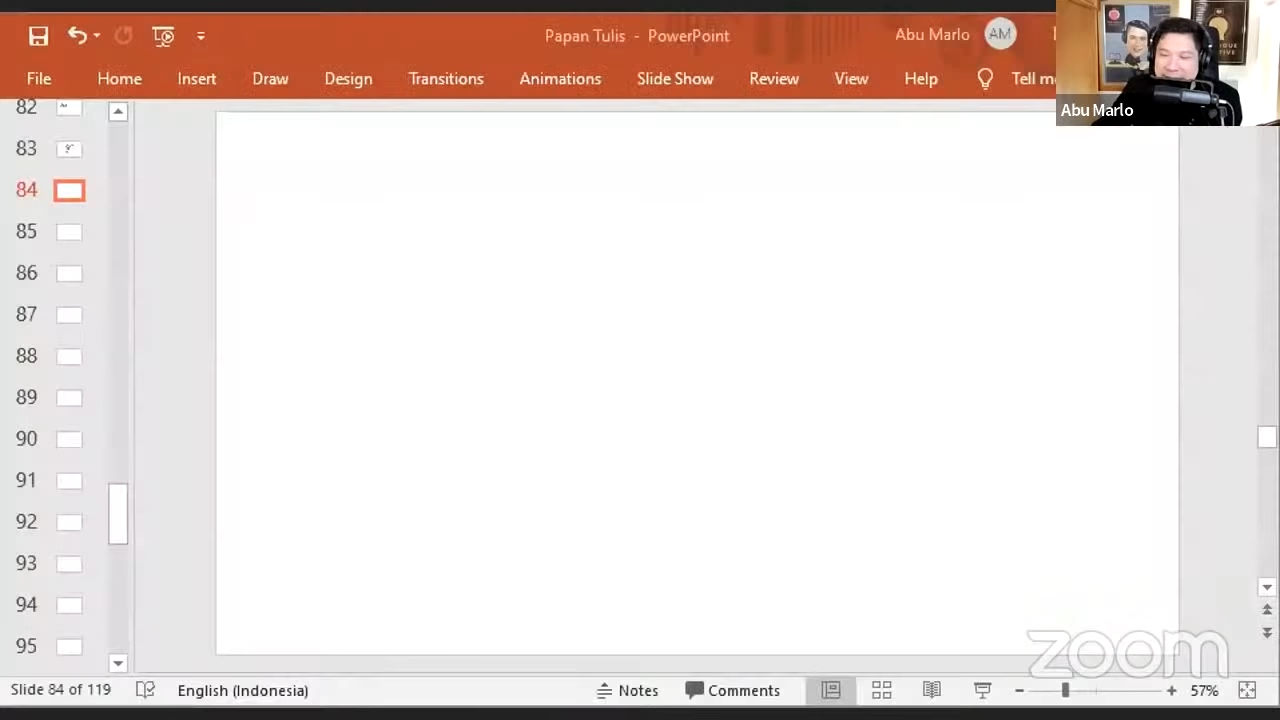 Papan Tulis - PowerPoint
Abu Marlo AM
File Home Insert Draw Design Transitions Animations Slide Show Review View Help Tell me
Abu Marlo
82
83
84
85
86
87
88
89
90
91
92
93
94
95
zoom
Slide 84 of 119 English (Indonesia) Notes Comments 57%